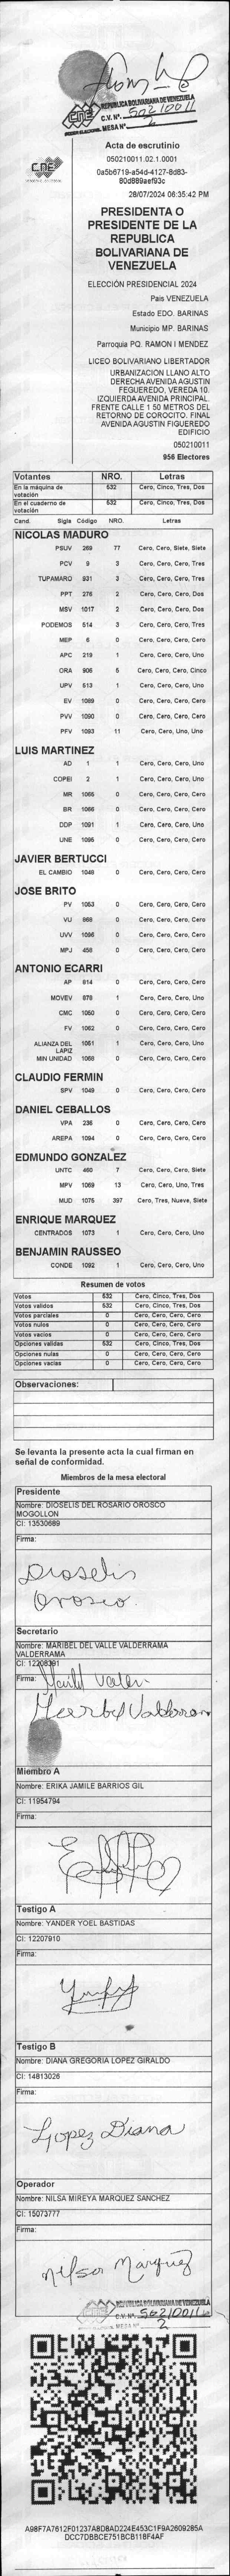 REPUBLICA BOLIVARIANA DE VENEZUELA
CNE
C.V. Nº. 50210011
MESA Nº 2
CNE
Acta de escrutinio
050210011.02.1.0001
0a5b6719-a54d-4127-8d83-
80d889aef93c
28/07/2024 06:35:42 PM
PRESIDENTA O
PRESIDENTE DE LA
REPUBLICA
BOLIVARIANA DE
VENEZUELA
ELECCIÓN PRESIDENCIAL 2024
Pais VENEZUELA
Estado EDO. BARINAS
Municipio MP. BARINAS
Parroquia PQ. RAMON I MENDEZ
LICEO BOLIVARIANO LIBERTADOR
URBANIZACION LLANO ALTO
DERECHA AVENIDA AGUSTIN
FEGUEREDO, VEREDA 10.
IZQUIERDA AVENIDA PRINCIPAL.
FRENTE CALLE 1 50 METROS DEL
RETORNO DE COROCITO. FINAL
AVENIDA AGUSTIN FIGUEREDO
EDIFICIO
050210011
956 Electores
Votantes NRO. Letras
En la máquina de votación 532 Cero, Cinco, Tres, Dos
En el cuaderno de votación 532 Cero, Cinco, Tres, Dos
Cand. Sigla Código NRO. Letras
NICOLAS MADURO
PSUV 269 77 Cero, Cero, Siete, Siete
PCV 9 3 Cero, Cero, Cero, Tres
TUPAMARO 931 3 Cero, Cero, Cero, Tres
PPT 276 2 Cero, Cero, Cero, Dos
MSV 1017 2 Cero, Cero, Cero, Dos
PODEMOS 514 3 Cero, Cero, Cero, Tres
MEP 6 0 Cero, Cero, Cero, Cero
APC 219 1 Cero, Cero, Cero, Uno
ORA 906 5 Cero, Cero, Cero, Cinco
UPV 513 1 Cero, Cero, Cero, Uno
EV 1089 0 Cero, Cero, Cero, Cero
PVV 1090 0 Cero, Cero, Cero, Cero
PFV 1093 11 Cero, Cero, Uno, Uno
LUIS MARTINEZ
AD 1 1 Cero, Cero, Cero, Uno
COPEI 2 1 Cero, Cero, Cero, Uno
MR 1065 0 Cero, Cero, Cero, Cero
BR 1066 0 Cero, Cero, Cero, Cero
DDP 1091 1 Cero, Cero, Cero, Uno
UNE 1095 0 Cero, Cero, Cero, Cero
JAVIER BERTUCCI
EL CAMBIO 1048 0 Cero, Cero, Cero, Cero
JOSE BRITO
PV 1053 0 Cero, Cero, Cero, Cero
VU 868 0 Cero, Cero, Cero, Cero
UVV 1096 0 Cero, Cero, Cero, Cero
MPJ 458 0 Cero, Cero, Cero, Cero
ANTONIO ECARRI
AP 814 0 Cero, Cero, Cero, Cero
MOVEV 878 1 Cero, Cero, Cero, Uno
CMC 1050 0 Cero, Cero, Cero, Cero
FV 1062 0 Cero, Cero, Cero, Cero
ALIANZA DEL LAPIZ 1051 1 Cero, Cero, Cero, Uno
MIN UNIDAD 1068 0 Cero, Cero, Cero, Cero
CLAUDIO FERMIN
SPV 1049 0 Cero, Cero, Cero, Cero
DANIEL CEBALLOS
VPA 236 0 Cero, Cero, Cero, Cero
AREPA 1094 0 Cero, Cero, Cero, Cero
EDMUNDO GONZALEZ
UNTC 460 7 Cero, Cero, Cero, Siete
MPV 1069 13 Cero, Cero, Uno, Tres
MUD 1075 397 Cero, Tres, Nueve, Siete
ENRIQUE MARQUEZ
CENTRADOS 1073 1 Cero, Cero, Cero, Uno
BENJAMIN RAUSSEO
CONDE 1092 1 Cero, Cero, Cero, Uno
Resumen de votos
Votos 532 Cero, Cinco, Tres, Dos
Votos validos 532 Cero, Cinco, Tres, Dos
Votos parciales 0 Cero, Cero, Cero, Cero
Votos nulos 0 Cero, Cero, Cero, Cero
Votos vacios 0 Cero, Cero, Cero, Cero
Opciones validas 532 Cero, Cinco, Tres, Dos
Opciones nulas 0 Cero, Cero, Cero, Cero
Opciones vacias 0 Cero, Cero, Cero, Cero
Observaciones:
Se levanta la presente acta la cual firman en
señal de conformidad.
Miembros de la mesa electoral
Presidente
Nombre: DIOSELIS DEL ROSARIO OROSCO
MOGOLLON
CI: 13530689
Firma:
Dioselis
Orosco
Secretario
Nombre: MARIBEL DEL VALLE VALDERRAMA
VALDERRAMA
CI: 12208391
Firma:
Miembro A
Nombre: ERIKA JAMILE BARRIOS GIL
CI: 11954794
Firma:
Testigo A
Nombre: YANDER YOEL BASTIDAS
CI: 12207910
Firma:
Testigo B
Nombre: DIANA GREGORIA LOPEZ GIRALDO
CI: 14813026
Firma:
Lopez Diana
Operador
Nombre: NILSA MIREYA MARQUEZ SANCHEZ
CI: 15073777
Firma:
Nilsa Marquez
REPUBLICA BOLIVARIANA DE VENEZUELA
CNE
C.V. Nº. 50210011
MESA Nº 2
A98F7A7612F01237A8D8AD224E453C1F9A2609285A
DCC7DBBCE751BCB118F4AF